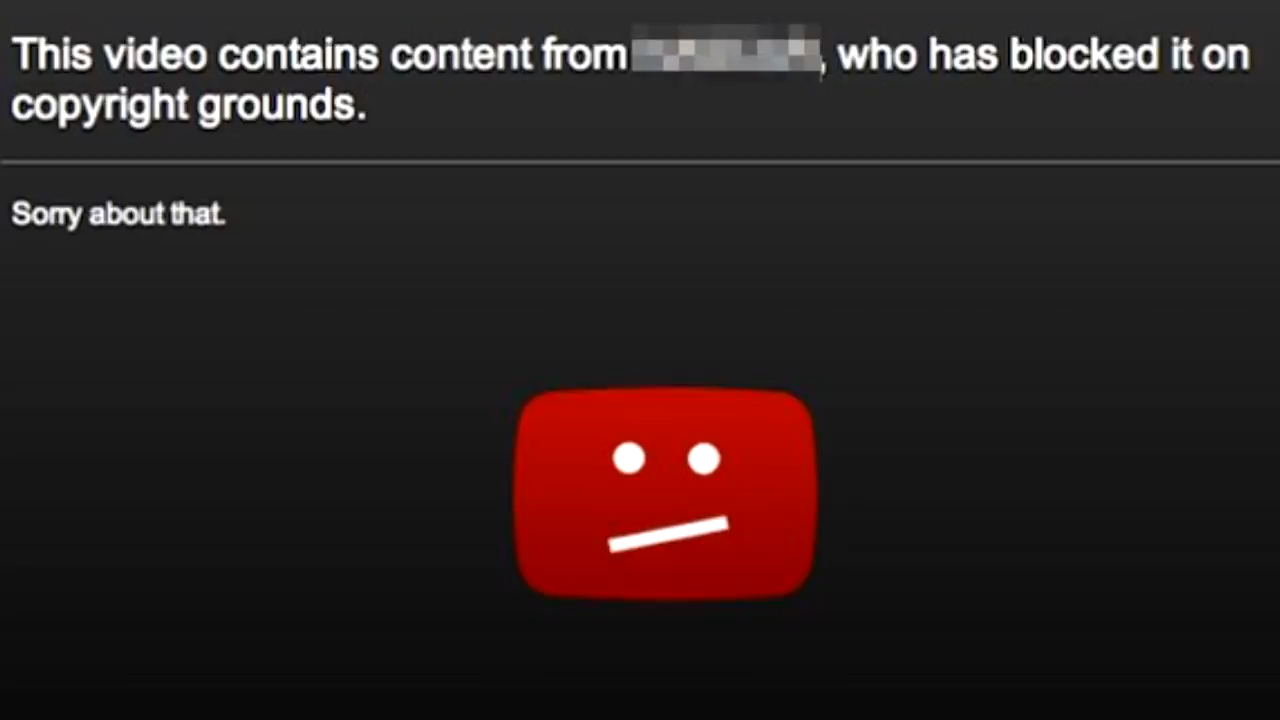 This video contains content from , who has blocked it on
copyright grounds.
Sorry about that.